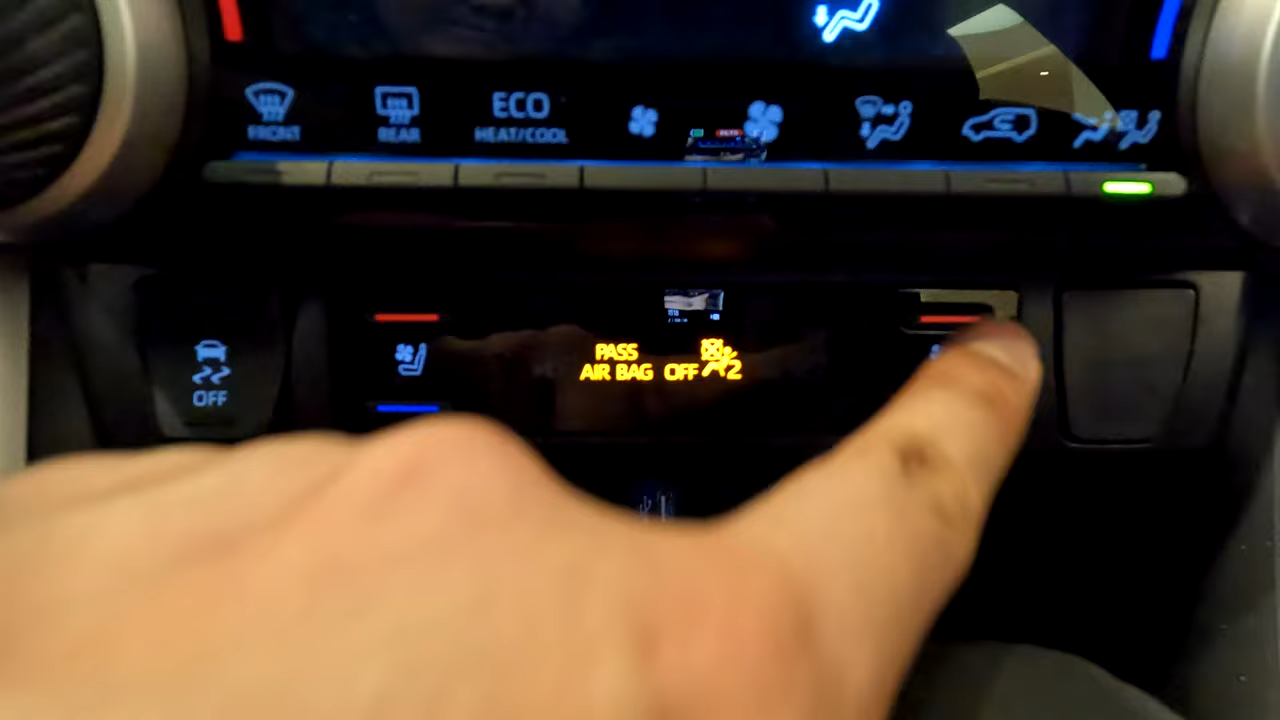 FRONT
REAR
ECO
HEAT/COOL
OFF
PASS
AIR BAG OFF
2